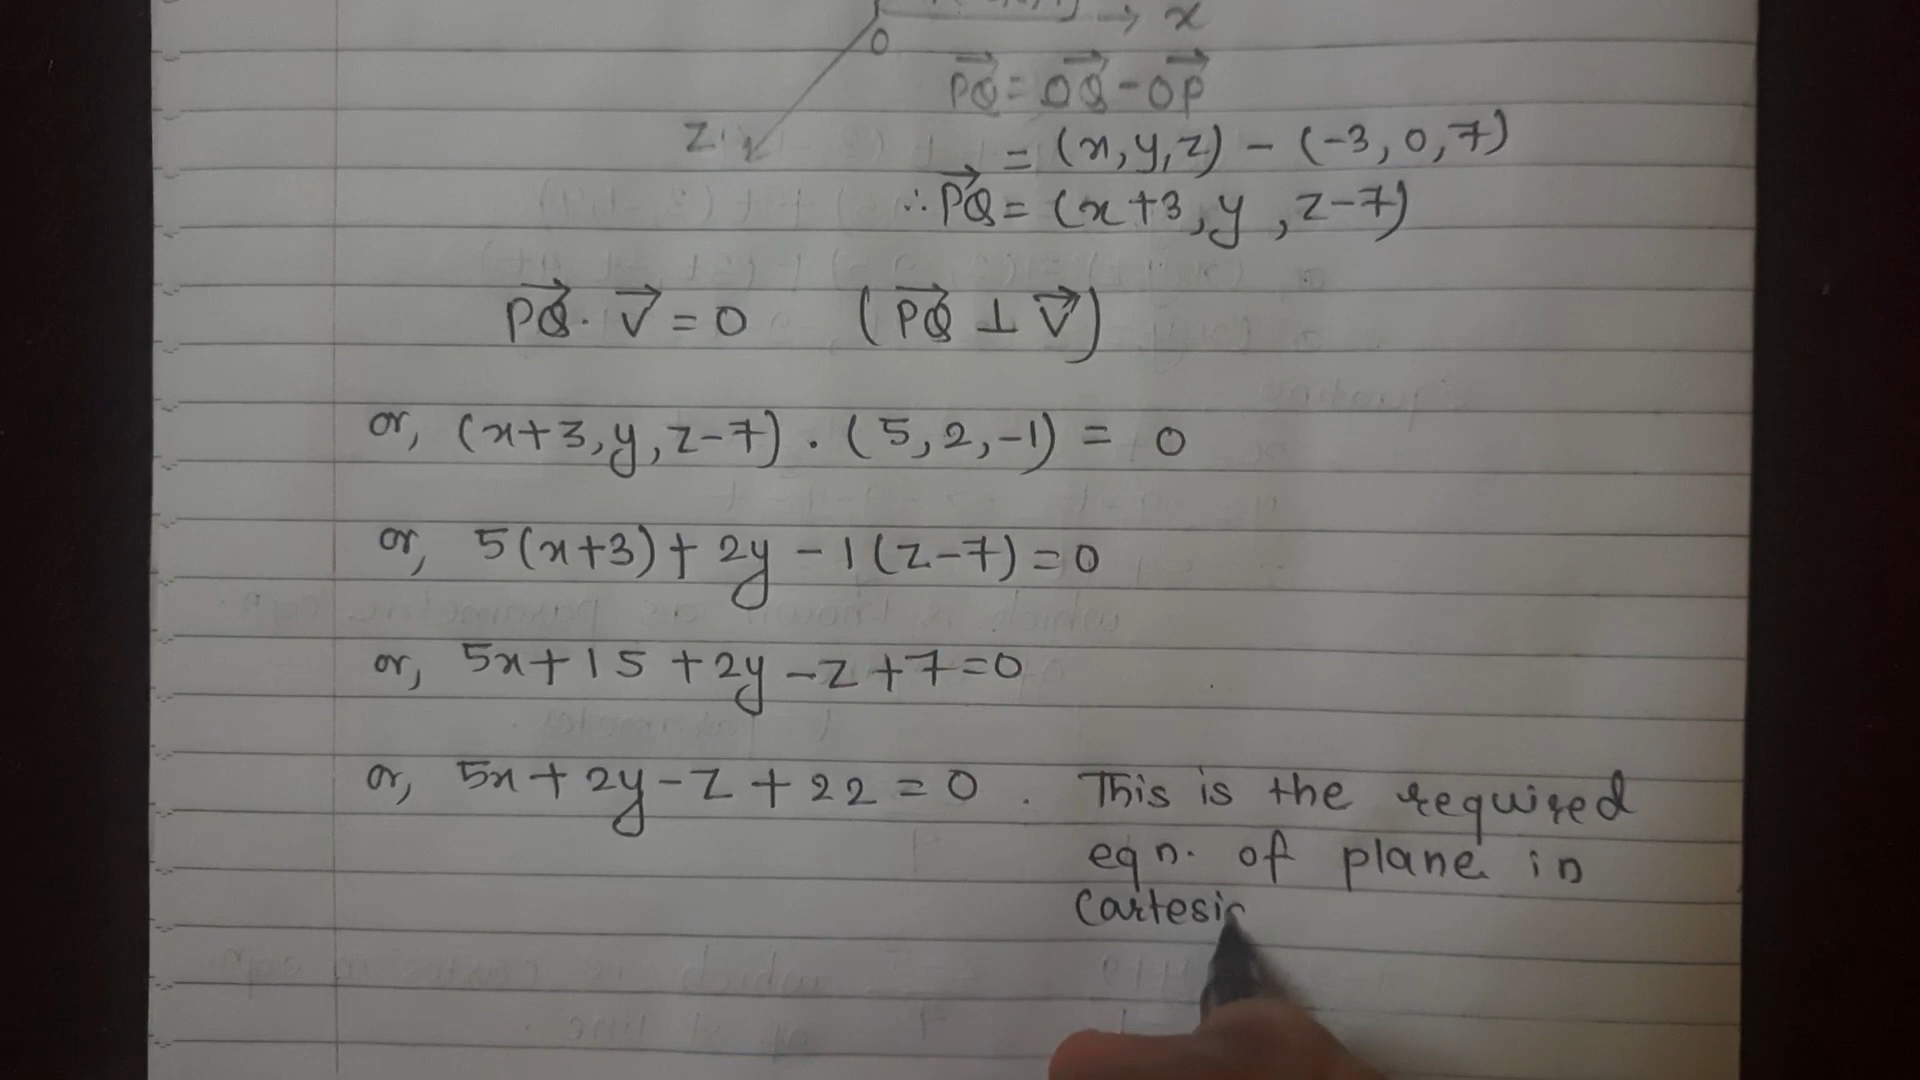 → x
O
PQ⃗ = OQ⃗ - OP⃗
z
= (x, y, z) - (-3, 0, 7)
∴ PQ⃗ = (x+3, y, z-7)
PQ⃗ . V⃗ = 0 (PQ⃗ ⊥ V⃗)
or, (x+3, y, z-7) . (5, 2, -1) = 0
or, 5(x+3) + 2y - 1(z-7) = 0
or, 5x + 15 + 2y - z + 7 = 0
or, 5x + 2y - z + 22 = 0 . This is the required
eqn. of plane in
Cartesi